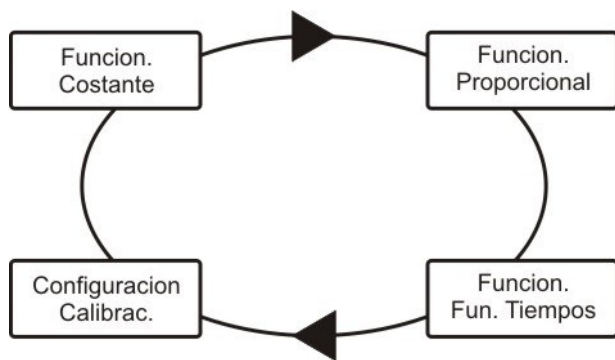 Funcion.
Costante
Funcion.
Proporcional
Configuracion
Calibrac.
Funcion.
Fun. Tiempos